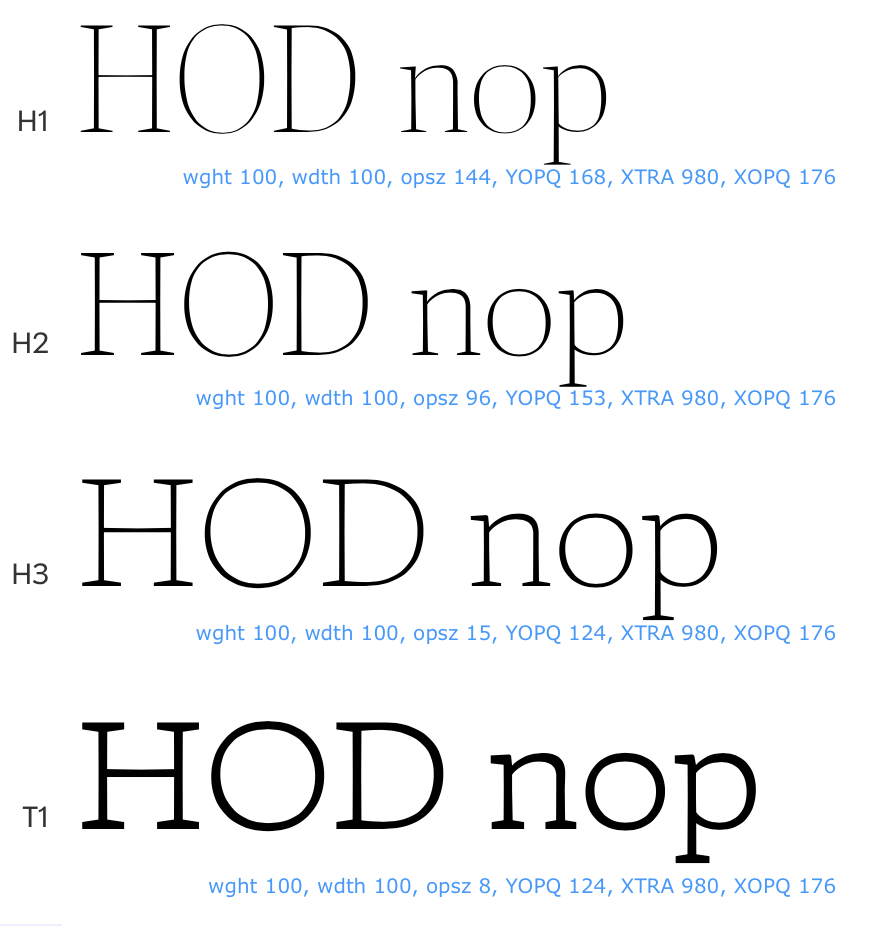 H1 HOD nop
wght 100, wdth 100, opsz 144, YOPQ 168, XTRA 980, XOPQ 176
H2 HOD nop
wght 100, wdth 100, opsz 96, YOPQ 153, XTRA 980, XOPQ 176
H3 HOD nop
wght 100, wdth 100, opsz 15, YOPQ 124, XTRA 980, XOPQ 176
T1 HOD nop
wght 100, wdth 100, opsz 8, YOPQ 124, XTRA 980, XOPQ 176